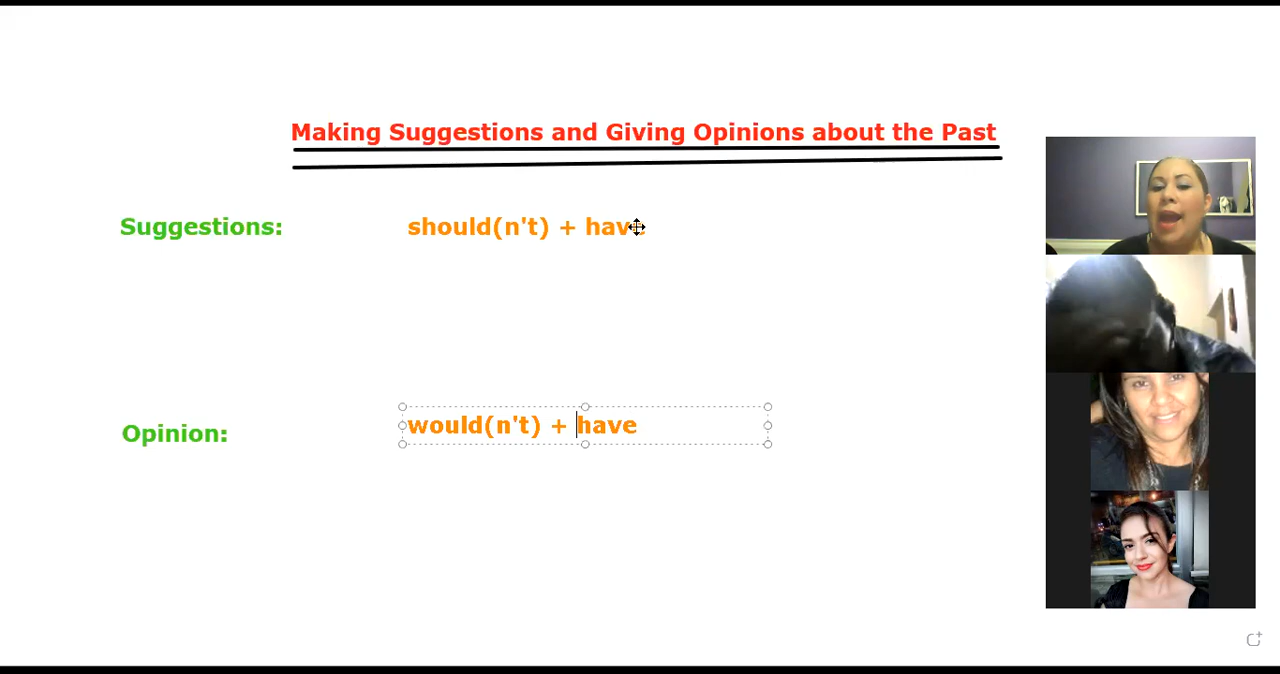 Making Suggestions and Giving Opinions about the Past
Suggestions: should(n't) + have
Opinion: would(n't) + have